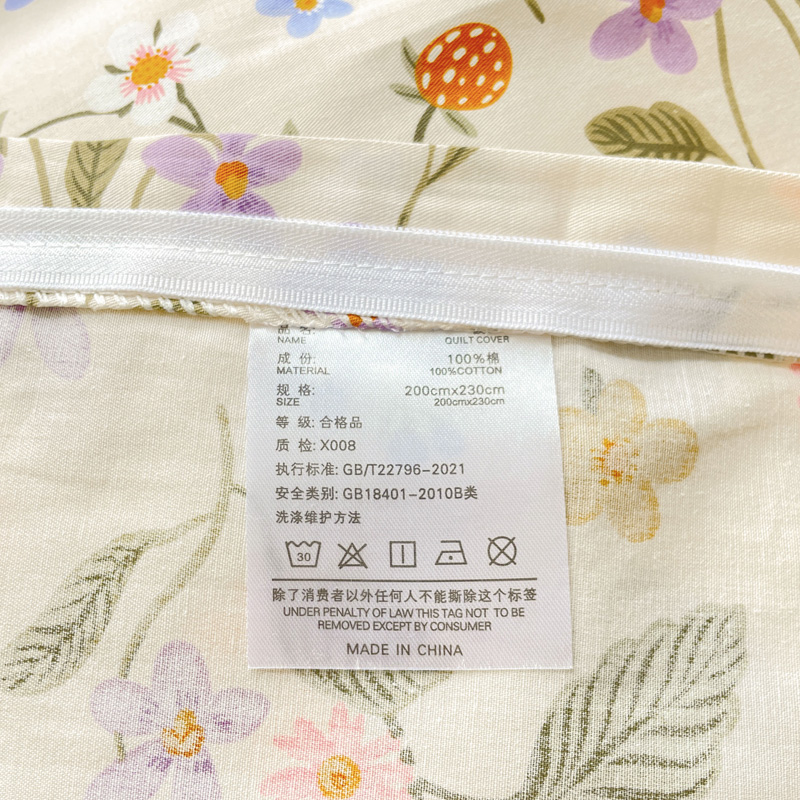 品 名:
NAME QUILT COVER
成 份: 100%棉
MATERIAL 100%COTTON
规 格: 200cmx230cm
SIZE 200cmx230cm
等 级: 合格品
质 检: X008
执行标准: GB/T22796-2021
安全类别: GB18401-2010B类
洗涤维护方法
30
除了消费者以外任何人不能撕除这个标签
UNDER PENALTY OF LAW THIS TAG NOT TO BE
REMOVED EXCEPT BY CONSUMER
MADE IN CHINA